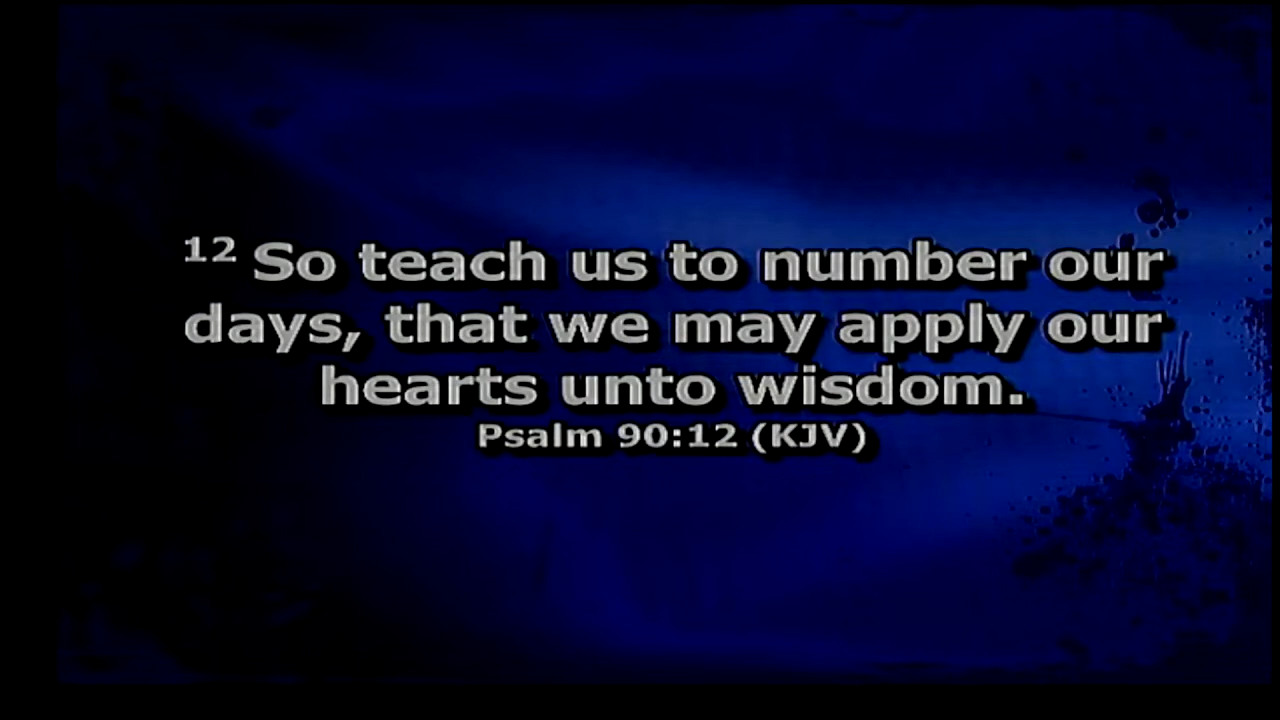 12 So teach us to number our
days, that we may apply our
hearts unto wisdom.
Psalm 90:12 (KJV)